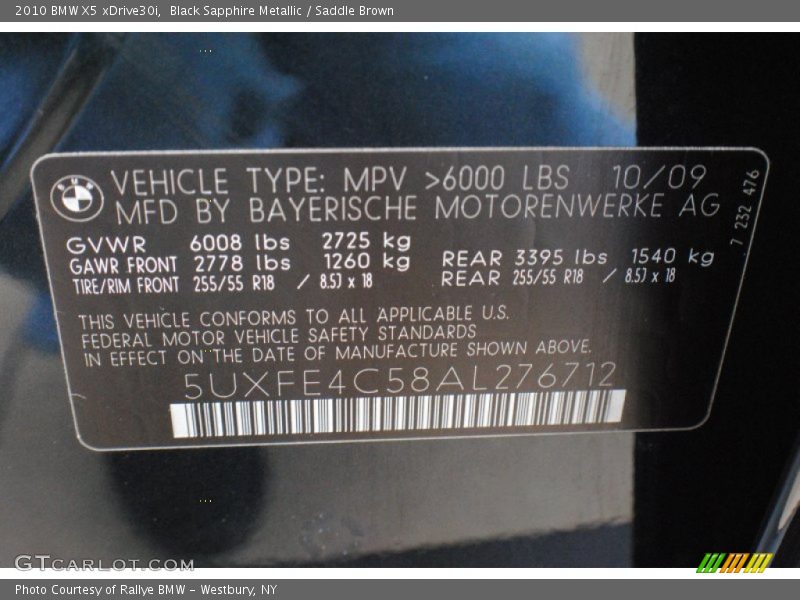 2010 BMW X5 xDrive30i,  Black Sapphire Metallic / Saddle Brown
BMW
VEHICLE TYPE: MPV >6000 LBS 10/09
MFD BY BAYERISCHE MOTORENWERKE AG
7 232 476
GVWR 6008 lbs 2725 kg
GAWR FRONT 2778 lbs 1260 kg REAR 3395 lbs 1540 kg
TIRE/RIM FRONT 255/55 R18 / 8.5J x 18 REAR 255/55 R18 / 8.5J x 18
THIS VEHICLE CONFORMS TO ALL APPLICABLE U.S.
FEDERAL MOTOR VEHICLE SAFETY STANDARDS
IN EFFECT ON THE DATE OF MANUFACTURE SHOWN ABOVE.
5UXFE4C58AL276712
GTCARLOT.COM
Photo Courtesy of Rallye BMW - Westbury, NY